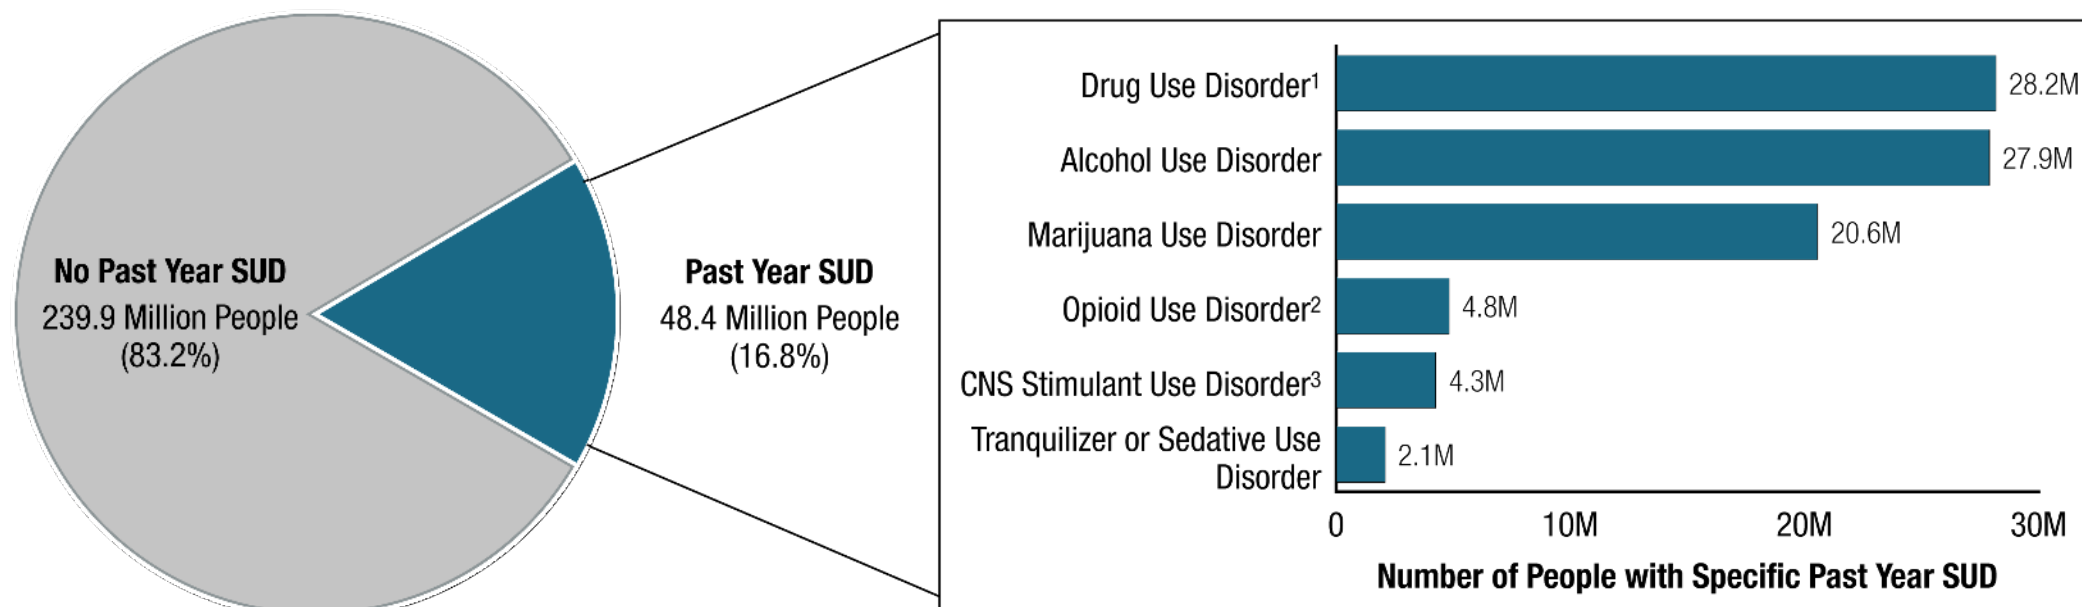 No Past Year SUD
239.9 Million People
(83.2%)
Past Year SUD
48.4 Million People
(16.8%)
Drug Use Disorder¹ 28.2M
Alcohol Use Disorder 27.9M
Marijuana Use Disorder 20.6M
Opioid Use Disorder² 4.8M
CNS Stimulant Use Disorder³ 4.3M
Tranquilizer or Sedative Use
Disorder 2.1M
0 10M 20M 30M
Number of People with Specific Past Year SUD